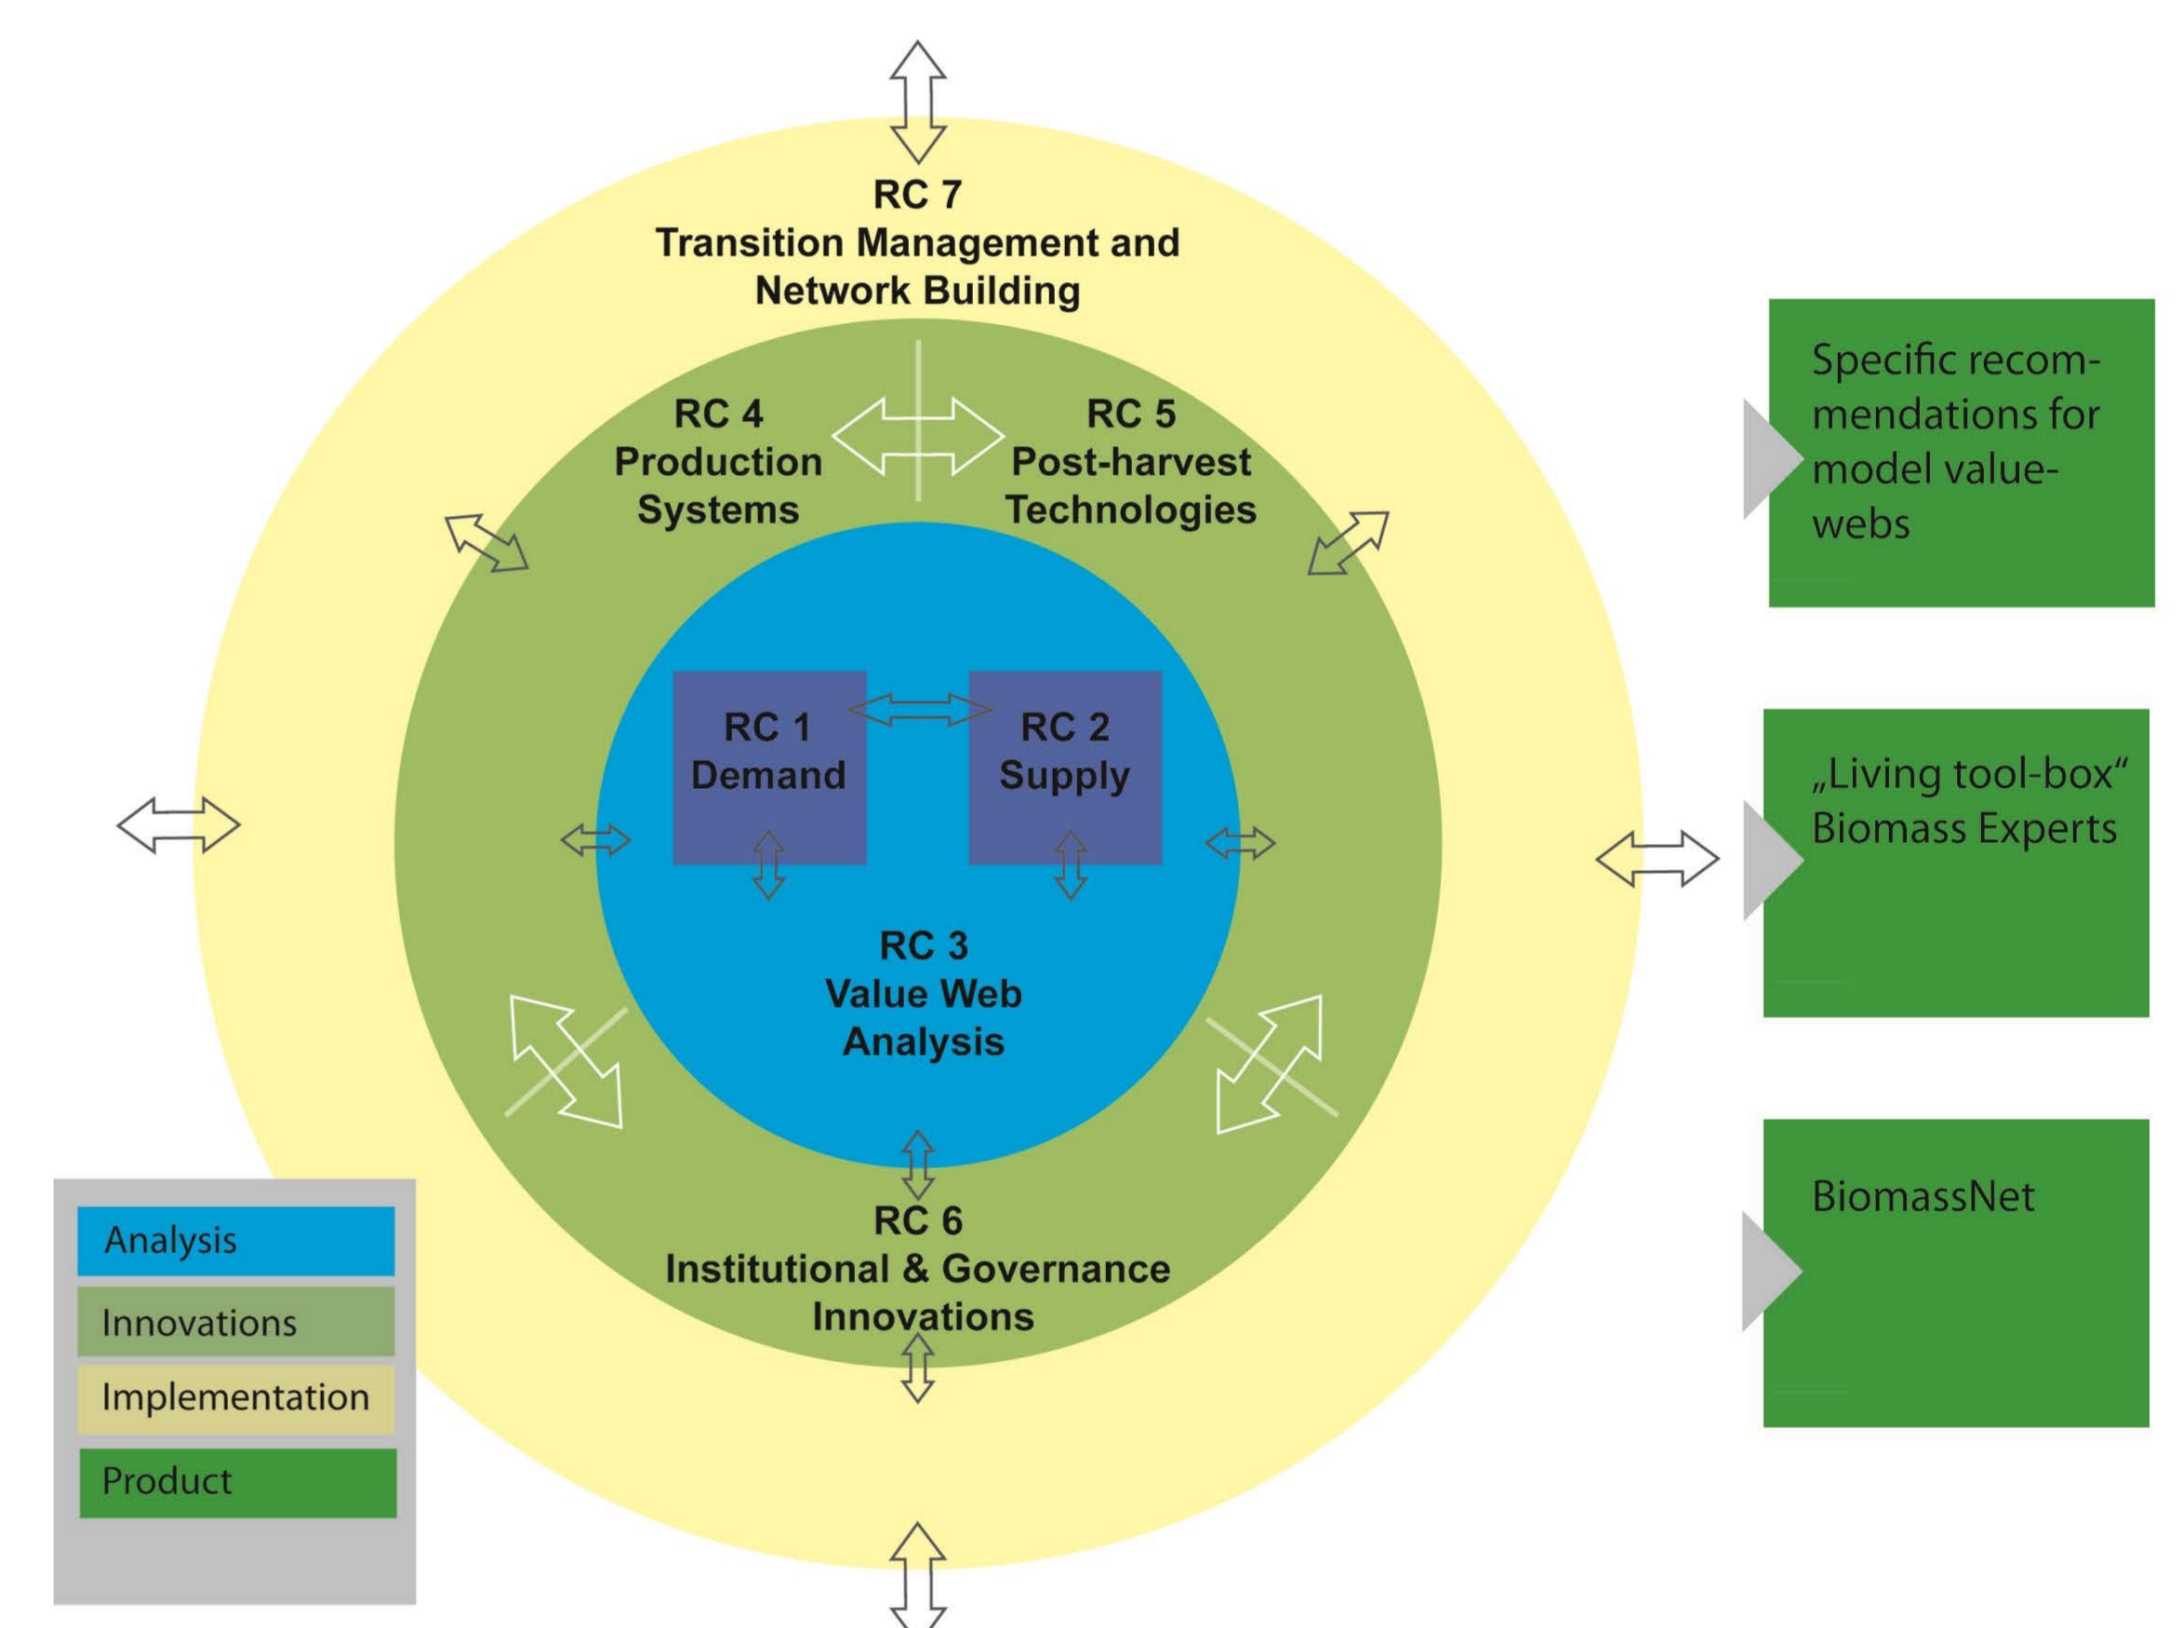 RC 7
Transition Management and
Network Building
RC 4
Production
Systems
RC 5
Post-harvest
Technologies
RC 1
Demand
RC 2
Supply
RC 3
Value Web
Analysis
RC 6
Institutional & Governance
Innovations
Specific recom-
mendations for
model value-
webs
„Living tool-box“
Biomass Experts
BiomassNet
Analysis
Innovations
Implementation
Product